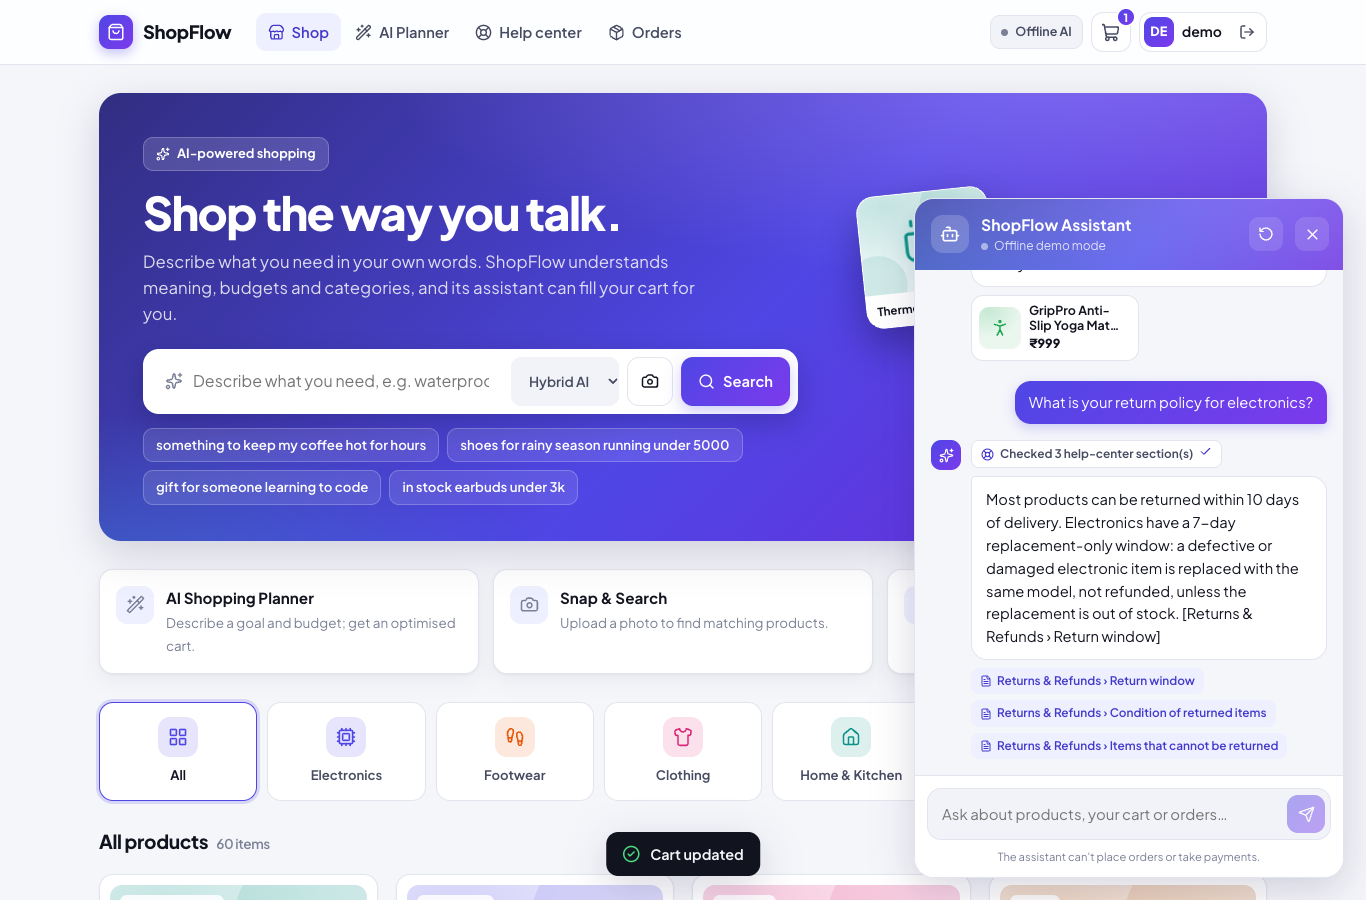 ShopFlow
Shop
AI Planner
Help center
Orders
Offline AI
1
DE
demo
AI-powered shopping
Shop the way you talk.
Describe what you need in your own words. ShopFlow understands
meaning, budgets and categories, and its assistant can fill your cart for
you.
Describe what you need, e.g. waterproo
Hybrid AI
Search
something to keep my coffee hot for hours
shoes for rainy season running under 5000
gift for someone learning to code
in stock earbuds under 3k
Thermo
AI Shopping Planner
Describe a goal and budget; get an optimised
cart.
Snap & Search
Upload a photo to find matching products.
All
Electronics
Footwear
Clothing
Home & Kitchen
All products
60 items
Cart updated
ShopFlow Assistant
Offline demo mode
GripPro Anti-
Slip Yoga Mat...
₹999
What is your return policy for electronics?
Checked 3 help-center section(s)
Most products can be returned within 10 days
of delivery. Electronics have a 7-day
replacement-only window: a defective or
damaged electronic item is replaced with the
same model, not refunded, unless the
replacement is out of stock. [Returns &
Refunds › Return window]
Returns & Refunds › Return window
Returns & Refunds › Condition of returned items
Returns & Refunds › Items that cannot be returned
Ask about products, your cart or orders...
The assistant can't place orders or take payments.